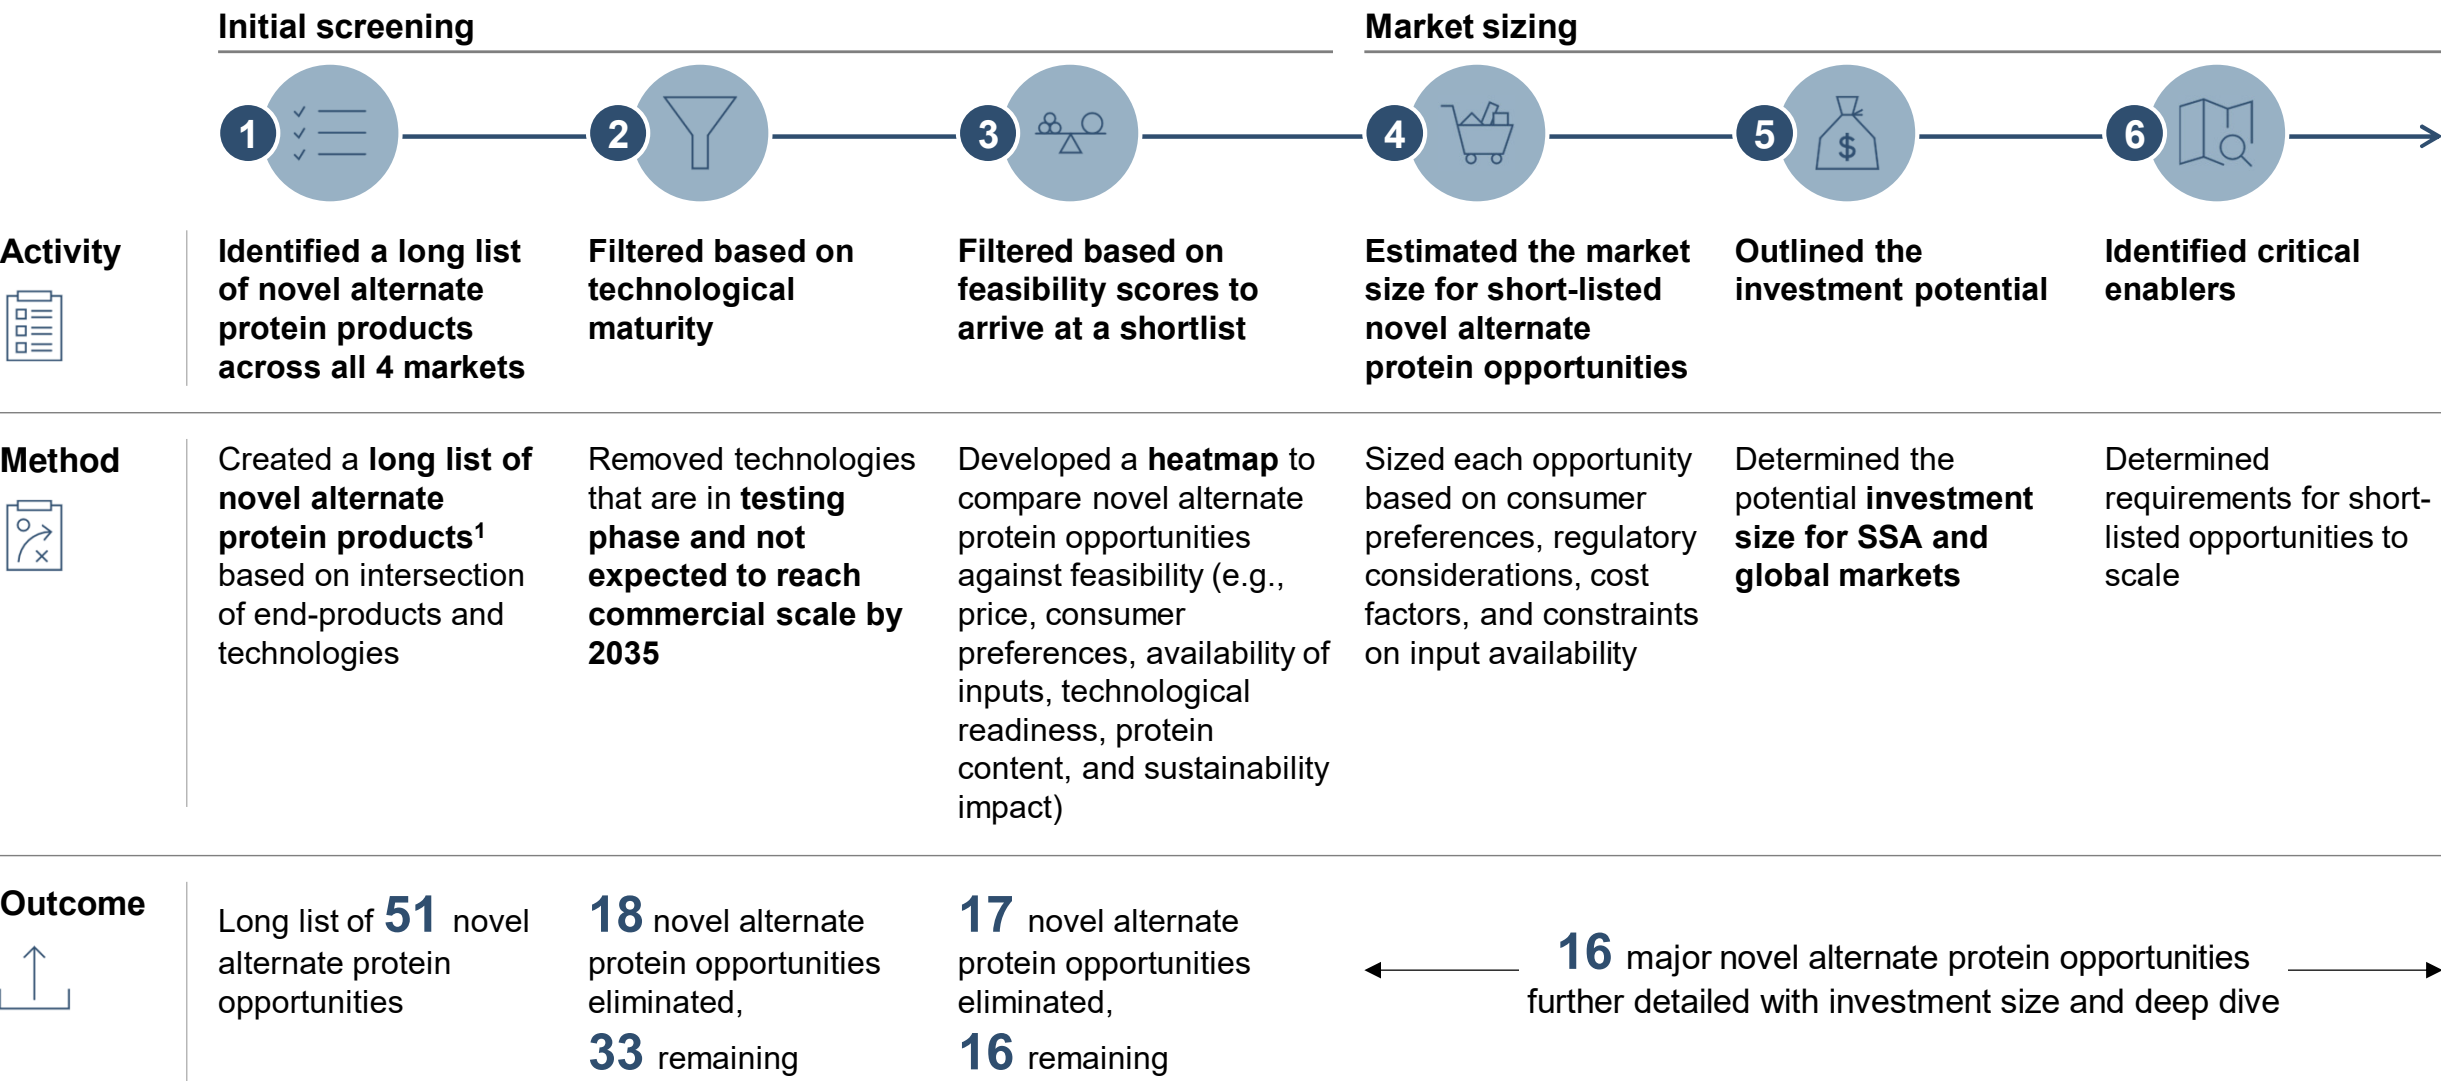 Initial screening
Market sizing
1
2
3
4
5
$
6
Activity
Identified a long list
of novel alternate
protein products
across all 4 markets
Filtered based on
technological
maturity
Filtered based on
feasibility scores to
arrive at a shortlist
Estimated the market
size for short-listed
novel alternate
protein opportunities
Outlined the
investment potential
Identified critical
enablers
Method
Created a long list of
novel alternate
protein products¹
based on intersection
of end-products and
technologies
Removed technologies
that are in testing
phase and not
expected to reach
commercial scale by
2035
Developed a heatmap to
compare novel alternate
protein opportunities
against feasibility (e.g.,
price, consumer
preferences, availability of
inputs, technological
readiness, protein
content, and sustainability
impact)
Sized each opportunity
based on consumer
preferences, regulatory
considerations, cost
factors, and constraints
on input availability
Determined the
potential investment
size for SSA and
global markets
Determined
requirements for short-
listed opportunities to
scale
Outcome
Long list of 51 novel
alternate protein
opportunities
18 novel alternate
protein opportunities
eliminated,
33 remaining
17 novel alternate
protein opportunities
eliminated,
16 remaining
16 major novel alternate protein opportunities
further detailed with investment size and deep dive